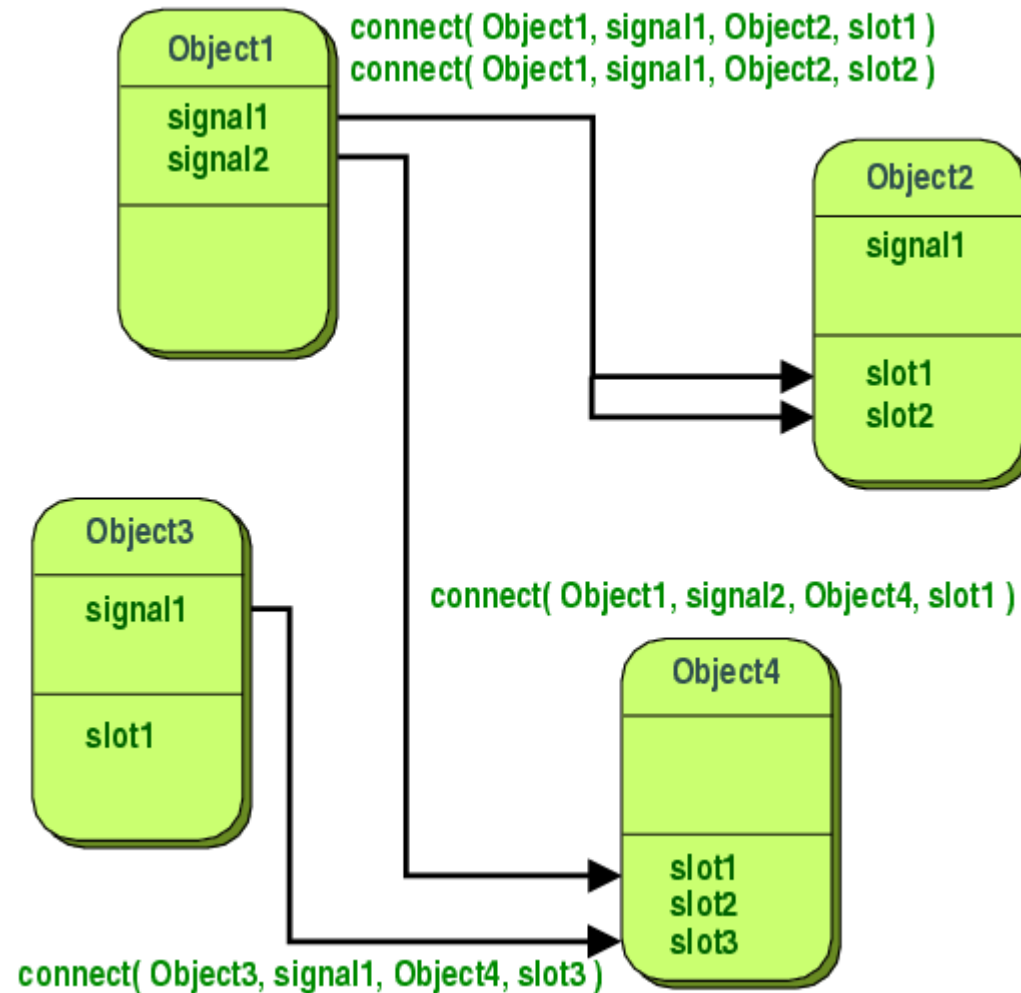 Object1
signal1
signal2
connect( Object1, signal1, Object2, slot1 )
connect( Object1, signal1, Object2, slot2 )
Object2
signal1
slot1
slot2
Object3
signal1
slot1
connect( Object1, signal2, Object4, slot1 )
Object4
slot1
slot2
slot3
connect( Object3, signal1, Object4, slot3 )